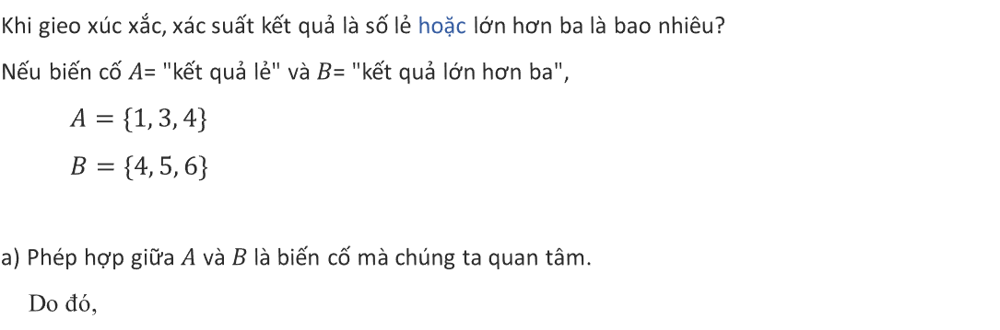 Khi gieo xúc xắc, xác suất kết quả là số lẻ hoặc lớn hơn ba là bao nhiêu?
Nếu biến cố A= "kết quả lẻ" và B= "kết quả lớn hơn ba",
A = {1, 3, 4}
B = {4, 5, 6}
a) Phép hợp giữa A và B là biến cố mà chúng ta quan tâm.
Do đó,